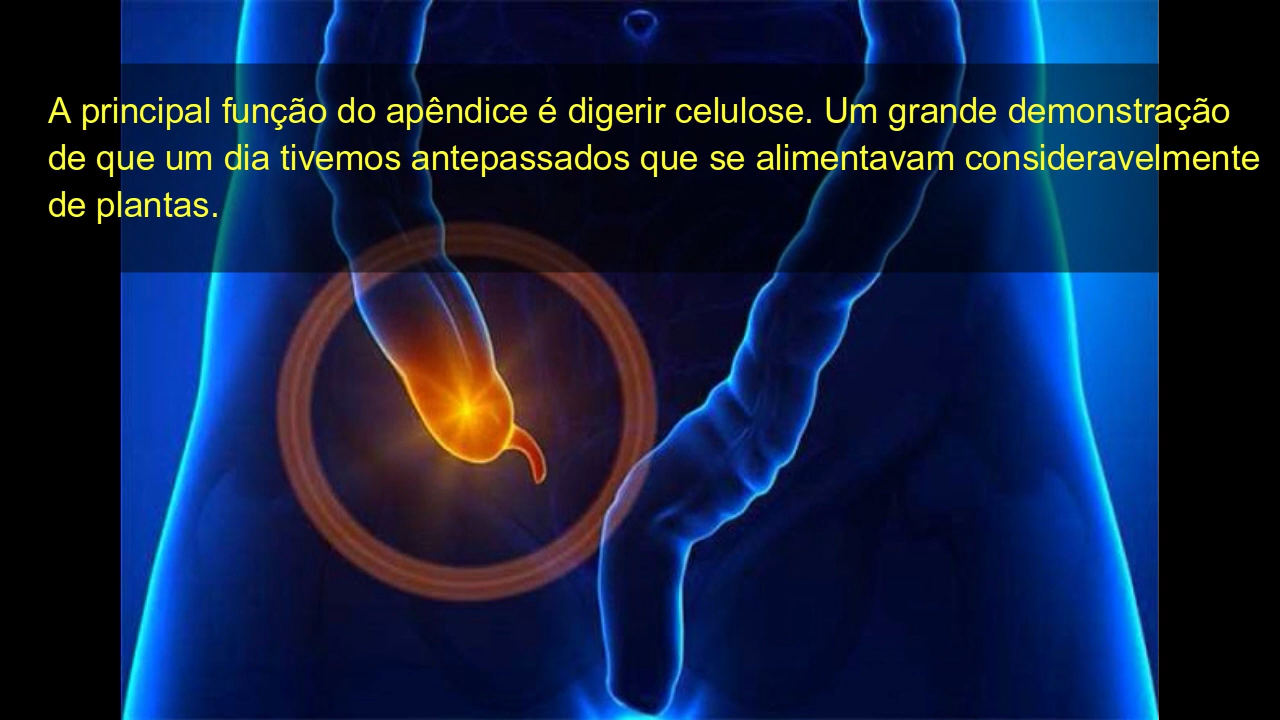 A principal função do apêndice é digerir celulose. Um grande demonstração
de que um dia tivemos antepassados que se alimentavam consideravelmente
de plantas.